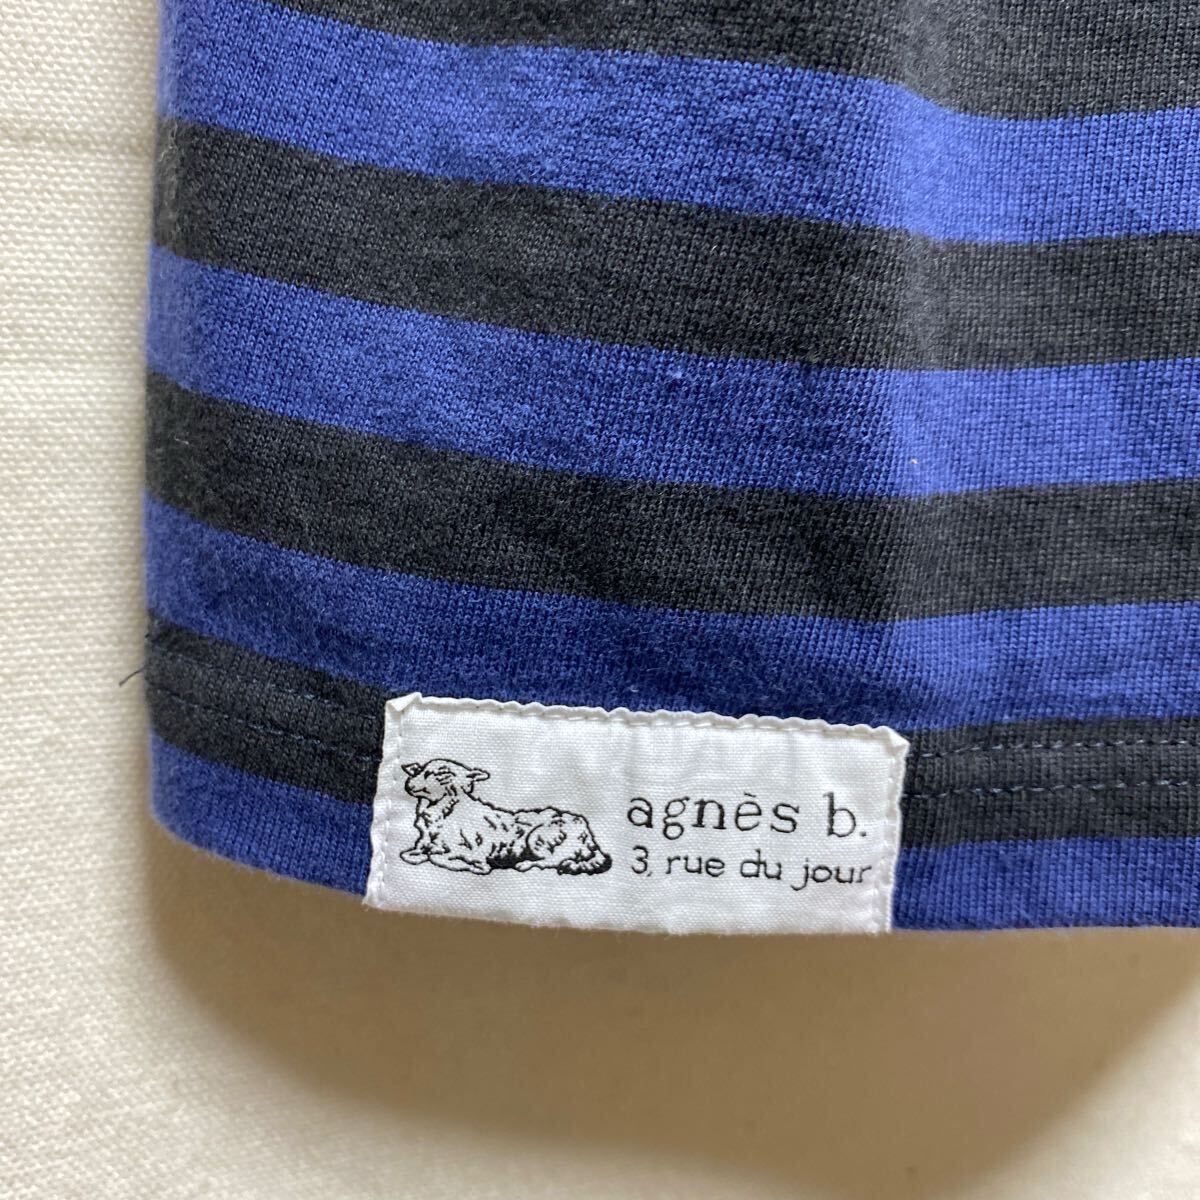 agnès b.
3, rue du jour